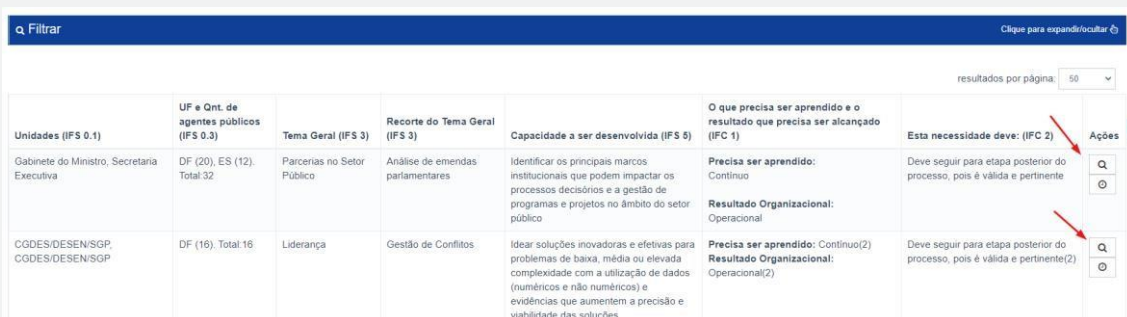 Filtrar
Clique para expandir/ocultar
resultados por página: 50
Unidades (IFS 0.1)
UF e Qnt. de
agentes públicos
(IFS 0.3)
Tema Geral (IFS 3)
Recorte do Tema Geral
(IFS 3)
Capacidade a ser desenvolvida (IFS 5)
O que precisa ser aprendido e o
resultado que precisa ser alcançado
(IFC 1)
Esta necessidade deve: (IFC 2)
Ações
Gabinete do Ministro, Secretaria
Executiva
DF (20), ES (12).
Total:32
Parcerias no Setor
Público
Análise de emendas
parlamentares
Identificar os principais marcos
institucionais que podem impactar os
processos decisórios e a gestão de
programas e projetos no âmbito do setor
público
Precisa ser aprendido:
Contínuo
Resultado Organizacional:
Operacional
Deve seguir para etapa posterior do
processo, pois é válida e pertinente
CGDES/DESEN/SGP,
CGDES/DESEN/SGP
DF (16). Total:16
Liderança
Gestão de Conflitos
Idear soluções inovadoras e efetivas para
problemas de baixa, média ou elevada
complexidade com a utilização de dados
(numéricos e não numéricos) e
evidências que aumentem a precisão e
viabilidade das soluções
Precisa ser aprendido: Contínuo(2)
Resultado Organizacional:
Operacional(2)
Deve seguir para etapa posterior do
processo, pois é válida e pertinente(2)